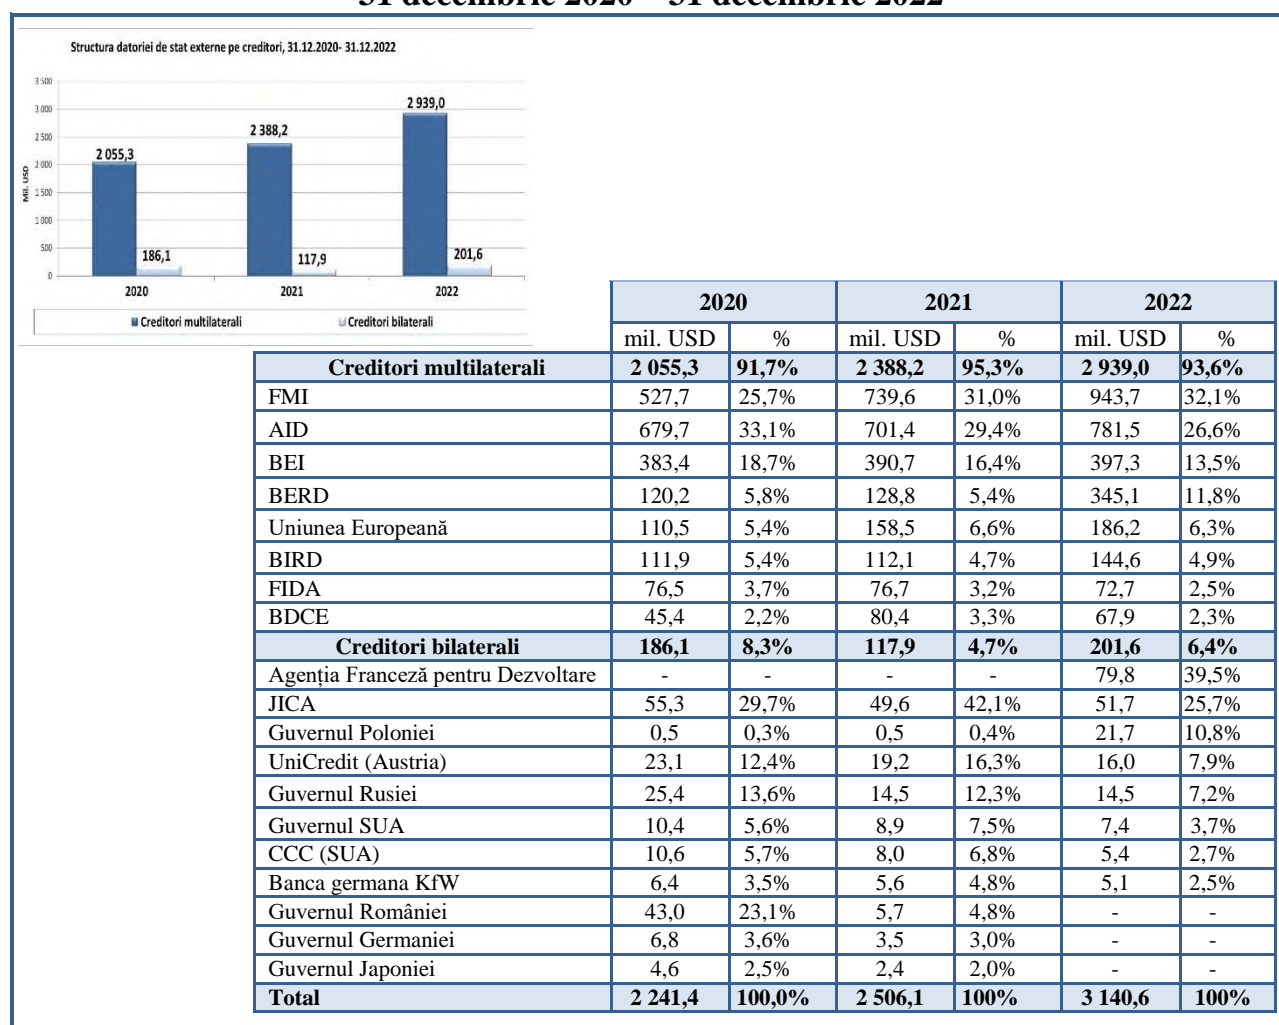 31 decembrie 2020 – 31 decembrie 2022
Structura datoriei de stat externe pe creditori, 31.12.2020- 31.12.2022
Mil. USD
3 500
3 000
2 500
2 000
1 500
1 000
500
0
2 055,3
186,1
2 388,2
117,9
2 939,0
201,6
2020 2021 2022
Creditori multilaterali Creditori bilaterali
2020 2021 2022
mil. USD % mil. USD % mil. USD %
Creditori multilaterali 2 055,3 91,7% 2 388,2 95,3% 2 939,0 93,6%
FMI 527,7 25,7% 739,6 31,0% 943,7 32,1%
AID 679,7 33,1% 701,4 29,4% 781,5 26,6%
BEI 383,4 18,7% 390,7 16,4% 397,3 13,5%
BERD 120,2 5,8% 128,8 5,4% 345,1 11,8%
Uniunea Europeană 110,5 5,4% 158,5 6,6% 186,2 6,3%
BIRD 111,9 5,4% 112,1 4,7% 144,6 4,9%
FIDA 76,5 3,7% 76,7 3,2% 72,7 2,5%
BDCE 45,4 2,2% 80,4 3,3% 67,9 2,3%
Creditori bilaterali 186,1 8,3% 117,9 4,7% 201,6 6,4%
Agenția Franceză pentru Dezvoltare - - - - 79,8 39,5%
JICA 55,3 29,7% 49,6 42,1% 51,7 25,7%
Guvernul Poloniei 0,5 0,3% 0,5 0,4% 21,7 10,8%
UniCredit (Austria) 23,1 12,4% 19,2 16,3% 16,0 7,9%
Guvernul Rusiei 25,4 13,6% 14,5 12,3% 14,5 7,2%
Guvernul SUA 10,4 5,6% 8,9 7,5% 7,4 3,7%
CCC (SUA) 10,6 5,7% 8,0 6,8% 5,4 2,7%
Banca germana KfW 6,4 3,5% 5,6 4,8% 5,1 2,5%
Guvernul României 43,0 23,1% 5,7 4,8% - -
Guvernul Germaniei 6,8 3,6% 3,5 3,0% - -
Guvernul Japoniei 4,6 2,5% 2,4 2,0% - -
Total 2 241,4 100,0% 2 506,1 100% 3 140,6 100%